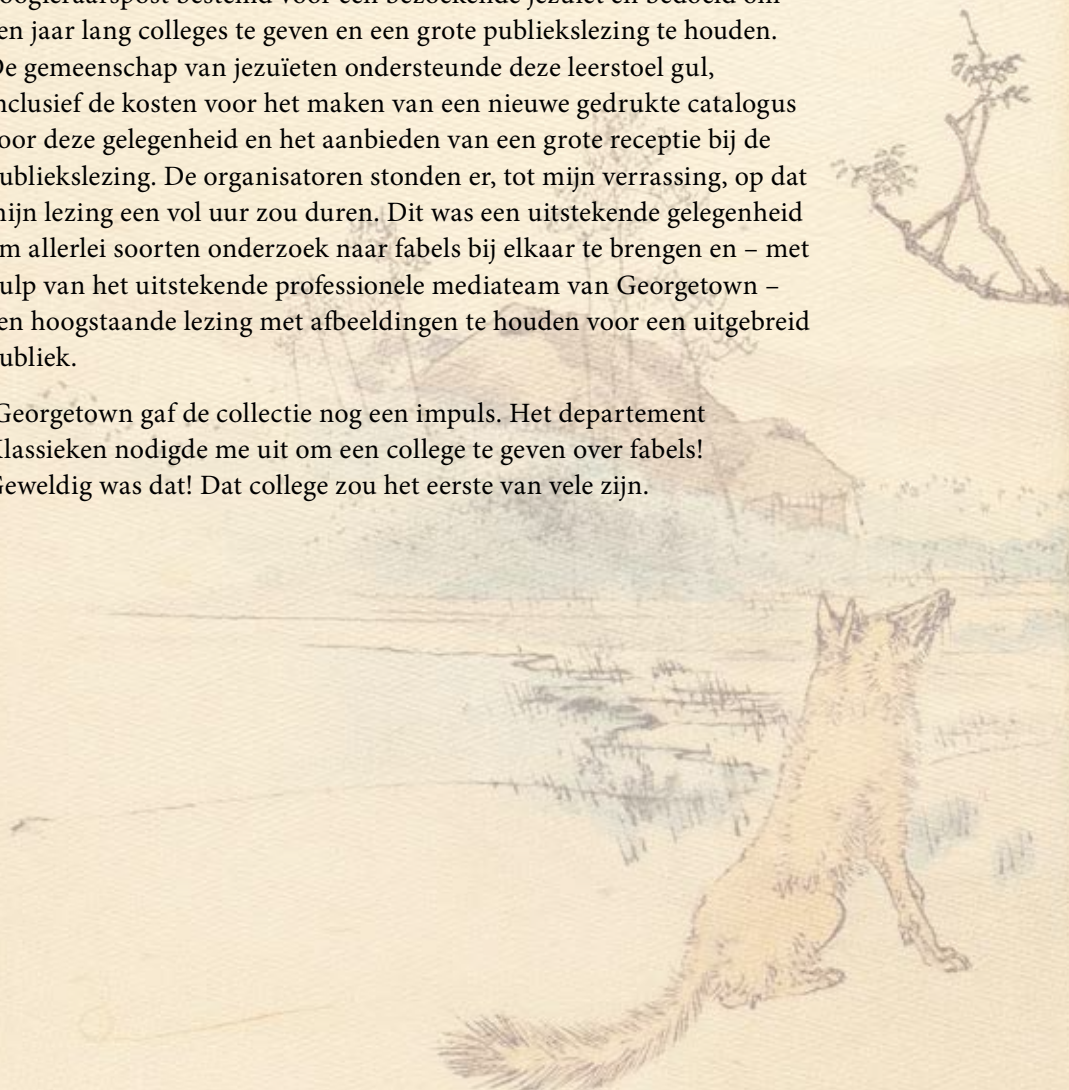 oogleraarspost bestemd voor een bezoekende jezuïet en bedoeld om
en jaar lang colleges te geven en een grote publiekslezing te houden.
De gemeenschap van jezuïeten ondersteunde deze leerstoel gul,
nclusief de kosten voor het maken van een nieuwe gedrukte catalogus
oor deze gelegenheid en het aanbieden van een grote receptie bij de
ubliekslezing. De organisatoren stonden er, tot mijn verrassing, op dat
mijn lezing een vol uur zou duren. Dit was een uitstekende gelegenheid
m allerlei soorten onderzoek naar fabels bij elkaar te brengen en – met
ulp van het uitstekende professionele mediateam van Georgetown –
en hoogstaande lezing met afbeeldingen te houden voor een uitgebreid
ubliek.
Georgetown gaf de collectie nog een impuls. Het departement
Klassieken nodigde me uit om een college te geven over fabels!
Geweldig was dat! Dat college zou het eerste van vele zijn.